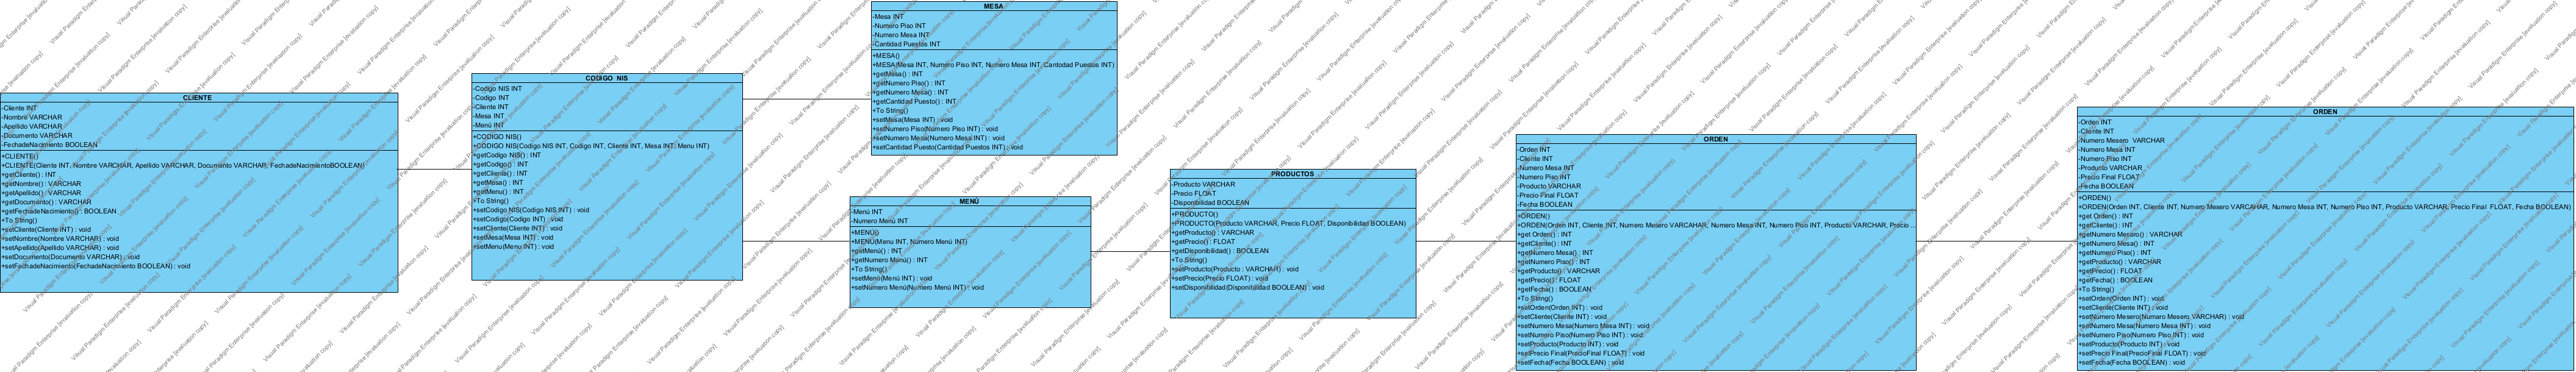 CLIENTE
-Cliente INT
-Nombre VARCHAR
-Apellido VARCHAR
-Documento VARCHAR
-FechadeNacimiento BOOLEAN
+CLIENTE()
+CLIENTE(Cliente INT, Nombre VARCHAR, Apellido VARCHAR, Documento VARCHAR, FechadeNacimientoBOOLEAN)
+getCliente() : INT
+getNombre() : VARCHAR
+getApellido() : VARCHAR
+getDocumento() : VARCHAR
+getFechadeNacimiento() : BOOLEAN
+To String()
+setCliente(Cliente INT) : void
+setNombre(Nombre VARCHAR) : void
+setApellido(Apellido VARCHAR) : void
+setDocumento(Documento VARCHAR) : void
+setFechadeNacimiento(FechadeNacimiento BOOLEAN) : void
CODIGO NIS
-Codigo NIS INT
-Codigo INT
-Cliente INT
-Mesa INT
-Menú INT
+CODIGO NIS()
+CODIGO NIS(Codigo NIS INT, Codigo INT, Cliente INT, Mesa INT, Menu INT)
+getCodigo NIS() : INT
+getCodigo() : INT
+getCliente() : INT
+getMesa() : INT
+getMenu() : INT
+To String()
+setCodigo NIS(Codigo NIS INT) : void
+setCodigo(Codigo INT) : void
+setCliente(Cliente INT) : void
+setMesa(Mesa INT) : void
+setMenu(Menu INT) : void
MESA
-Mesa INT
-Numero Piso INT
-Numero Mesa INT
-Cantidad Puestos INT
+MESA()
+MESA(Mesa INT, Numero Piso INT, Numero Mesa INT, Cantodad Puestos INT)
+getMesa() : INT
+getNumero Piso() : INT
+getNumero Mesa() : INT
+getCantidad Puesto() : INT
+To String()
+setMesa(Mesa INT) : void
+setNumero Piso(Numero Piso INT) : void
+setNumero Mesa(Numero Mesa INT) : void
+setCantidad Puesto(Cantidad Puestos INT) : void
MENÚ
-Menú INT
-Numero Menú INT
+MENÚ()
+MENÚ(Menu INT, Número Menú INT)
+getMenú() : INT
+getNumero Menú() : INT
+To String()
+setMenú(Menú INT) : void
+setNumero Menú(Numero Menú INT) : void
PRODUCTOS
-Producto VARCHAR
-Precio FLOAT
-Disponibilidad BOOLEAN
+PRODUCTO()
+PRODUCTO(Producto VARCHAR, Precio FLOAT, Disponibilidad BOOLEAN)
+getProducto() : VARCHAR
+getPrecio() : FLOAT
+getDisponibilidad() : BOOLEAN
+To String()
+setProducto(Producto : VARCHAR) : void
+setPrecio(Precio FLOAT) : void
+setDisponibilidad(Disponitibilidad BOOLEAN) : void
ORDEN
-Orden INT
-Cliente INT
-Numero Mesa INT
-Numero Piso INT
-Producto VARCHAR
-Precio Final FLOAT
-Fecha BOOLEAN
+ORDEN()
+ORDEN(Orden INT, Cliente INT, Numero Mesero VARCAHAR, Numero Mesa INT, Numero Piso INT, Producto VARCHAR, Precio ...
+get Orden() : INT
+getCliente() : INT
+getNumero Mesa() : INT
+getNumero Piso() : INT
+getProducto() : VARCHAR
+getPrecio() : FLOAT
+getFecha() : BOOLEAN
+To String()
+setOrden(Orden INT) : void
+setCliente(Cliente INT) : void
+setNumero Mesa(Numero Mesa INT) : void
+setNumero Piso(Numero Piso INT) : void
+setProducto(Producto INT) : void
+setPrecio Final(PrecioFinal FLOAT) : void
+setFecha(Fecha BOOLEAN) : void
ORDEN
-Orden INT
-Cliente INT
-Numero Mesero VARCHAR
-Numero Mesa INT
-Numero Piso INT
-Producto VARCHAR
-Precio Final FLOAT
-Fecha BOOLEAN
+ORDEN()
+ORDEN(Orden INT, Cliente INT, Numero Mesero VARCAHAR, Numero Mesa INT, Numero Piso INT, Producto VARCHAR, Precio Final FLOAT, Fecha BOOLEAN)
+get Orden() : INT
+getCliente() : INT
+getNumero Mesero() : VARCHAR
+getNumero Mesa() : INT
+getNumero Piso() : INT
+getProducto() : VARCHAR
+getPrecio() : FLOAT
+getFecha() : BOOLEAN
+To String()
+setOrden(Orden INT) : void
+setCliente(Cliente INT) : void
+setNumero Mesero(Numaro Mesero VARCHAR) : void
+setNumero Mesa(Numero Mesa INT) : void
+setNumero Piso(Numero Piso INT) : void
+setProducto(Producto INT) : void
+setPrecio Final(PrecioFinal FLOAT) : void
+setFecha(Fecha BOOLEAN) : void
Visual Paradigm Enterprise [evaluation copy]